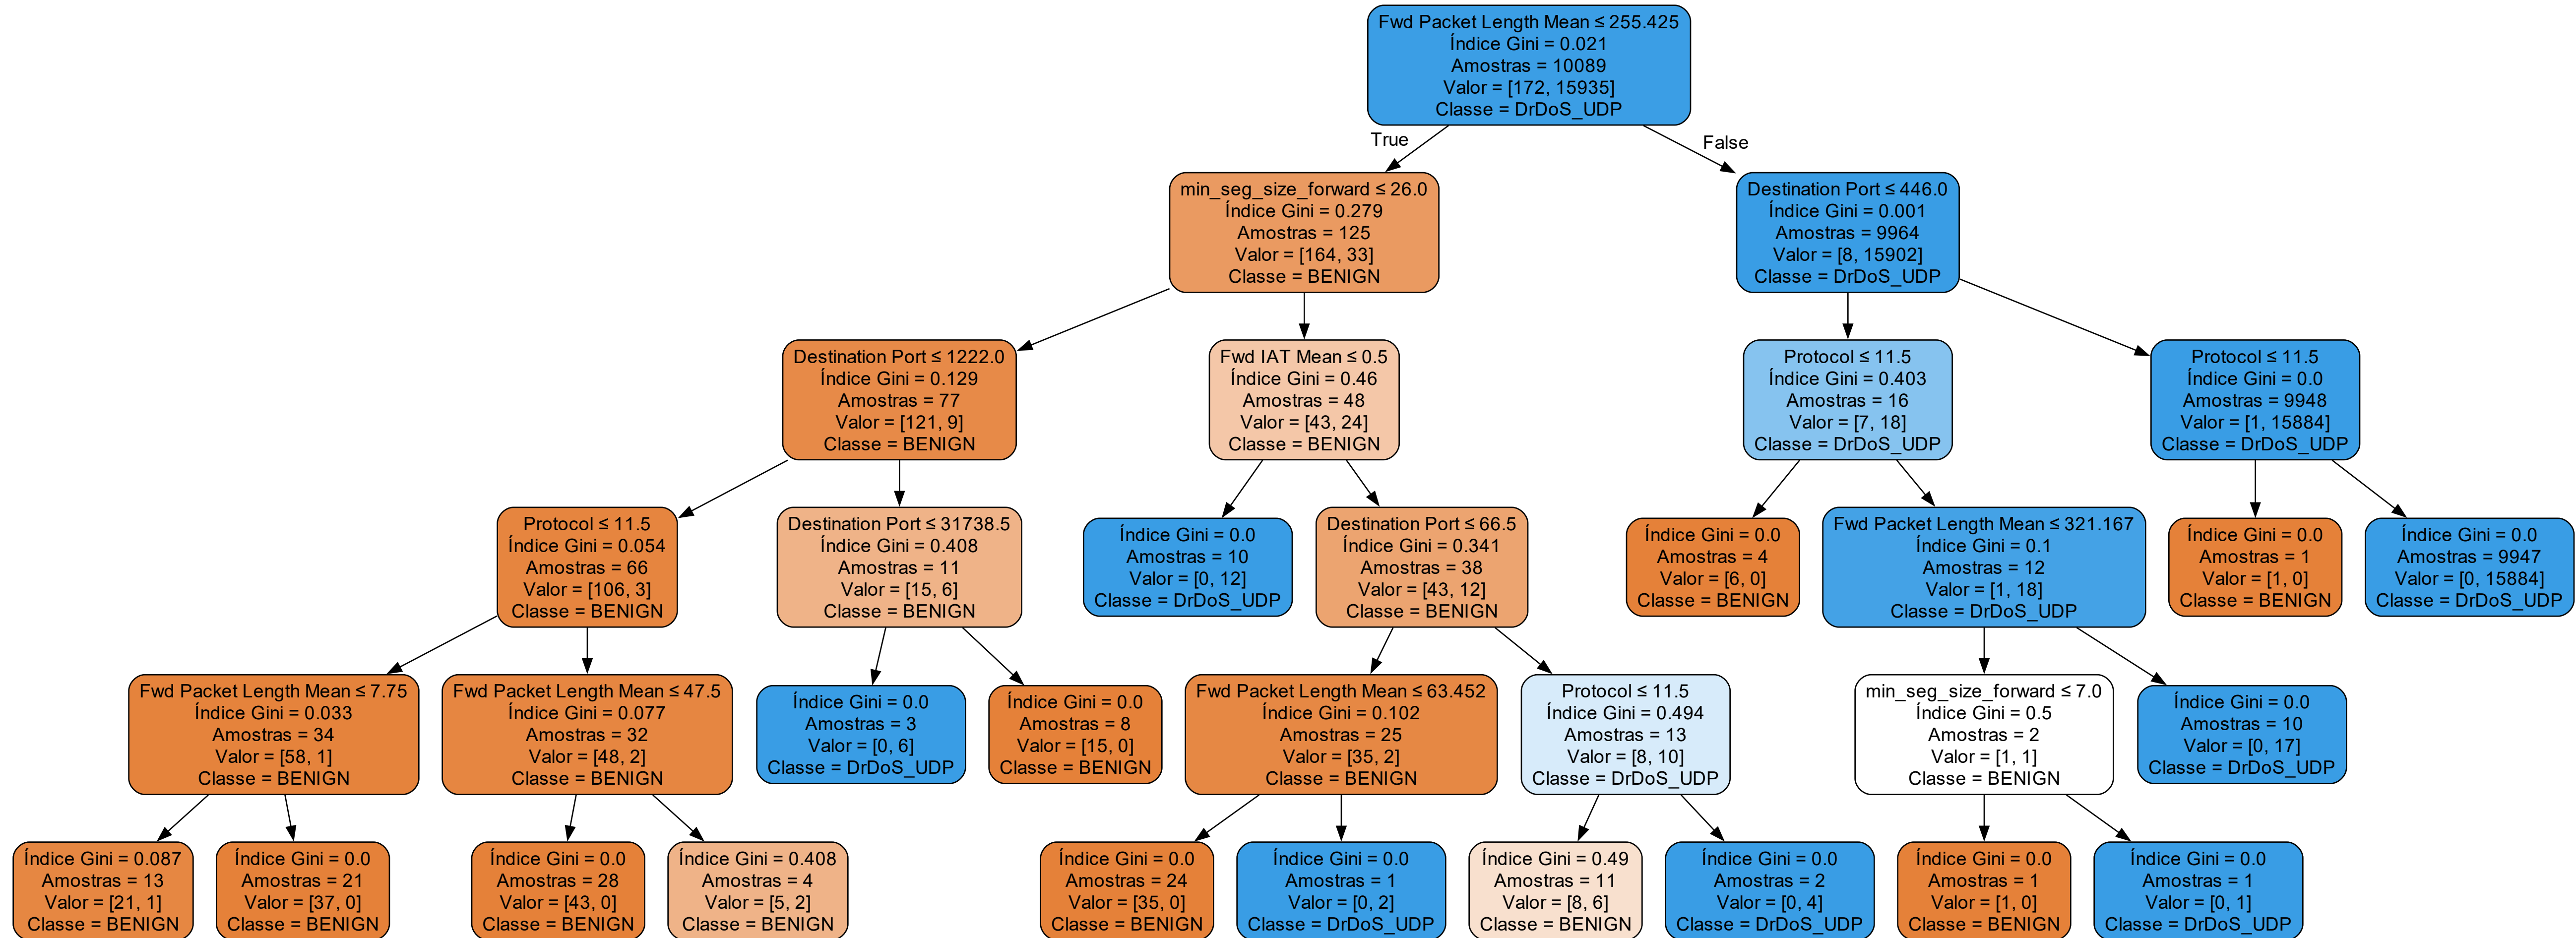 Fwd Packet Length Mean ≤ 255.425
Índice Gini = 0.021
Amostras = 10089
Valor = [172, 15935]
Classe = DrDoS_UDP
True
False
min_seg_size_forward ≤ 26.0
Índice Gini = 0.279
Amostras = 125
Valor = [164, 33]
Classe = BENIGN
Destination Port ≤ 446.0
Índice Gini = 0.001
Amostras = 9964
Valor = [8, 15902]
Classe = DrDoS_UDP
Destination Port ≤ 1222.0
Índice Gini = 0.129
Amostras = 77
Valor = [121, 9]
Classe = BENIGN
Fwd IAT Mean ≤ 0.5
Índice Gini = 0.46
Amostras = 48
Valor = [43, 24]
Classe = BENIGN
Protocol ≤ 11.5
Índice Gini = 0.403
Amostras = 16
Valor = [7, 18]
Classe = DrDoS_UDP
Protocol ≤ 11.5
Índice Gini = 0.0
Amostras = 9948
Valor = [1, 15884]
Classe = DrDoS_UDP
Protocol ≤ 11.5
Índice Gini = 0.054
Amostras = 66
Valor = [106, 3]
Classe = BENIGN
Destination Port ≤ 31738.5
Índice Gini = 0.408
Amostras = 11
Valor = [15, 6]
Classe = BENIGN
Índice Gini = 0.0
Amostras = 10
Valor = [0, 12]
Classe = DrDoS_UDP
Destination Port ≤ 66.5
Índice Gini = 0.341
Amostras = 38
Valor = [43, 12]
Classe = BENIGN
Índice Gini = 0.0
Amostras = 4
Valor = [6, 0]
Classe = BENIGN
Fwd Packet Length Mean ≤ 321.167
Índice Gini = 0.1
Amostras = 12
Valor = [1, 18]
Classe = DrDoS_UDP
Índice Gini = 0.0
Amostras = 1
Valor = [1, 0]
Classe = BENIGN
Índice Gini = 0.0
Amostras = 9947
Valor = [0, 15884]
Classe = DrDoS_UDP
Fwd Packet Length Mean ≤ 7.75
Índice Gini = 0.033
Amostras = 34
Valor = [58, 1]
Classe = BENIGN
Fwd Packet Length Mean ≤ 47.5
Índice Gini = 0.077
Amostras = 32
Valor = [48, 2]
Classe = BENIGN
Índice Gini = 0.0
Amostras = 3
Valor = [0, 6]
Classe = DrDoS_UDP
Índice Gini = 0.0
Amostras = 8
Valor = [15, 0]
Classe = BENIGN
Fwd Packet Length Mean ≤ 63.452
Índice Gini = 0.102
Amostras = 25
Valor = [35, 2]
Classe = BENIGN
Protocol ≤ 11.5
Índice Gini = 0.494
Amostras = 13
Valor = [8, 10]
Classe = DrDoS_UDP
min_seg_size_forward ≤ 7.0
Índice Gini = 0.5
Amostras = 2
Valor = [1, 1]
Classe = BENIGN
Índice Gini = 0.0
Amostras = 10
Valor = [0, 17]
Classe = DrDoS_UDP
Índice Gini = 0.087
Amostras = 13
Valor = [21, 1]
Classe = BENIGN
Índice Gini = 0.0
Amostras = 21
Valor = [37, 0]
Classe = BENIGN
Índice Gini = 0.0
Amostras = 28
Valor = [43, 0]
Classe = BENIGN
Índice Gini = 0.408
Amostras = 4
Valor = [5, 2]
Classe = BENIGN
Índice Gini = 0.0
Amostras = 24
Valor = [35, 0]
Classe = BENIGN
Índice Gini = 0.0
Amostras = 1
Valor = [0, 2]
Classe = DrDoS_UDP
Índice Gini = 0.49
Amostras = 11
Valor = [8, 6]
Classe = BENIGN
Índice Gini = 0.0
Amostras = 2
Valor = [0, 4]
Classe = DrDoS_UDP
Índice Gini = 0.0
Amostras = 1
Valor = [1, 0]
Classe = BENIGN
Índice Gini = 0.0
Amostras = 1
Valor = [0, 1]
Classe = DrDoS_UDP